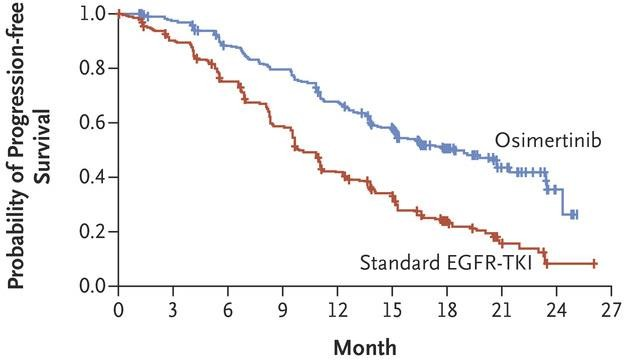 Probability of Progression-free
Survival
1.0
0.8
0.6
0.4
0.2
0.0
Osimertinib
Standard EGFR-TKI
0 3 6 9 12 15 18 21 24 27
Month